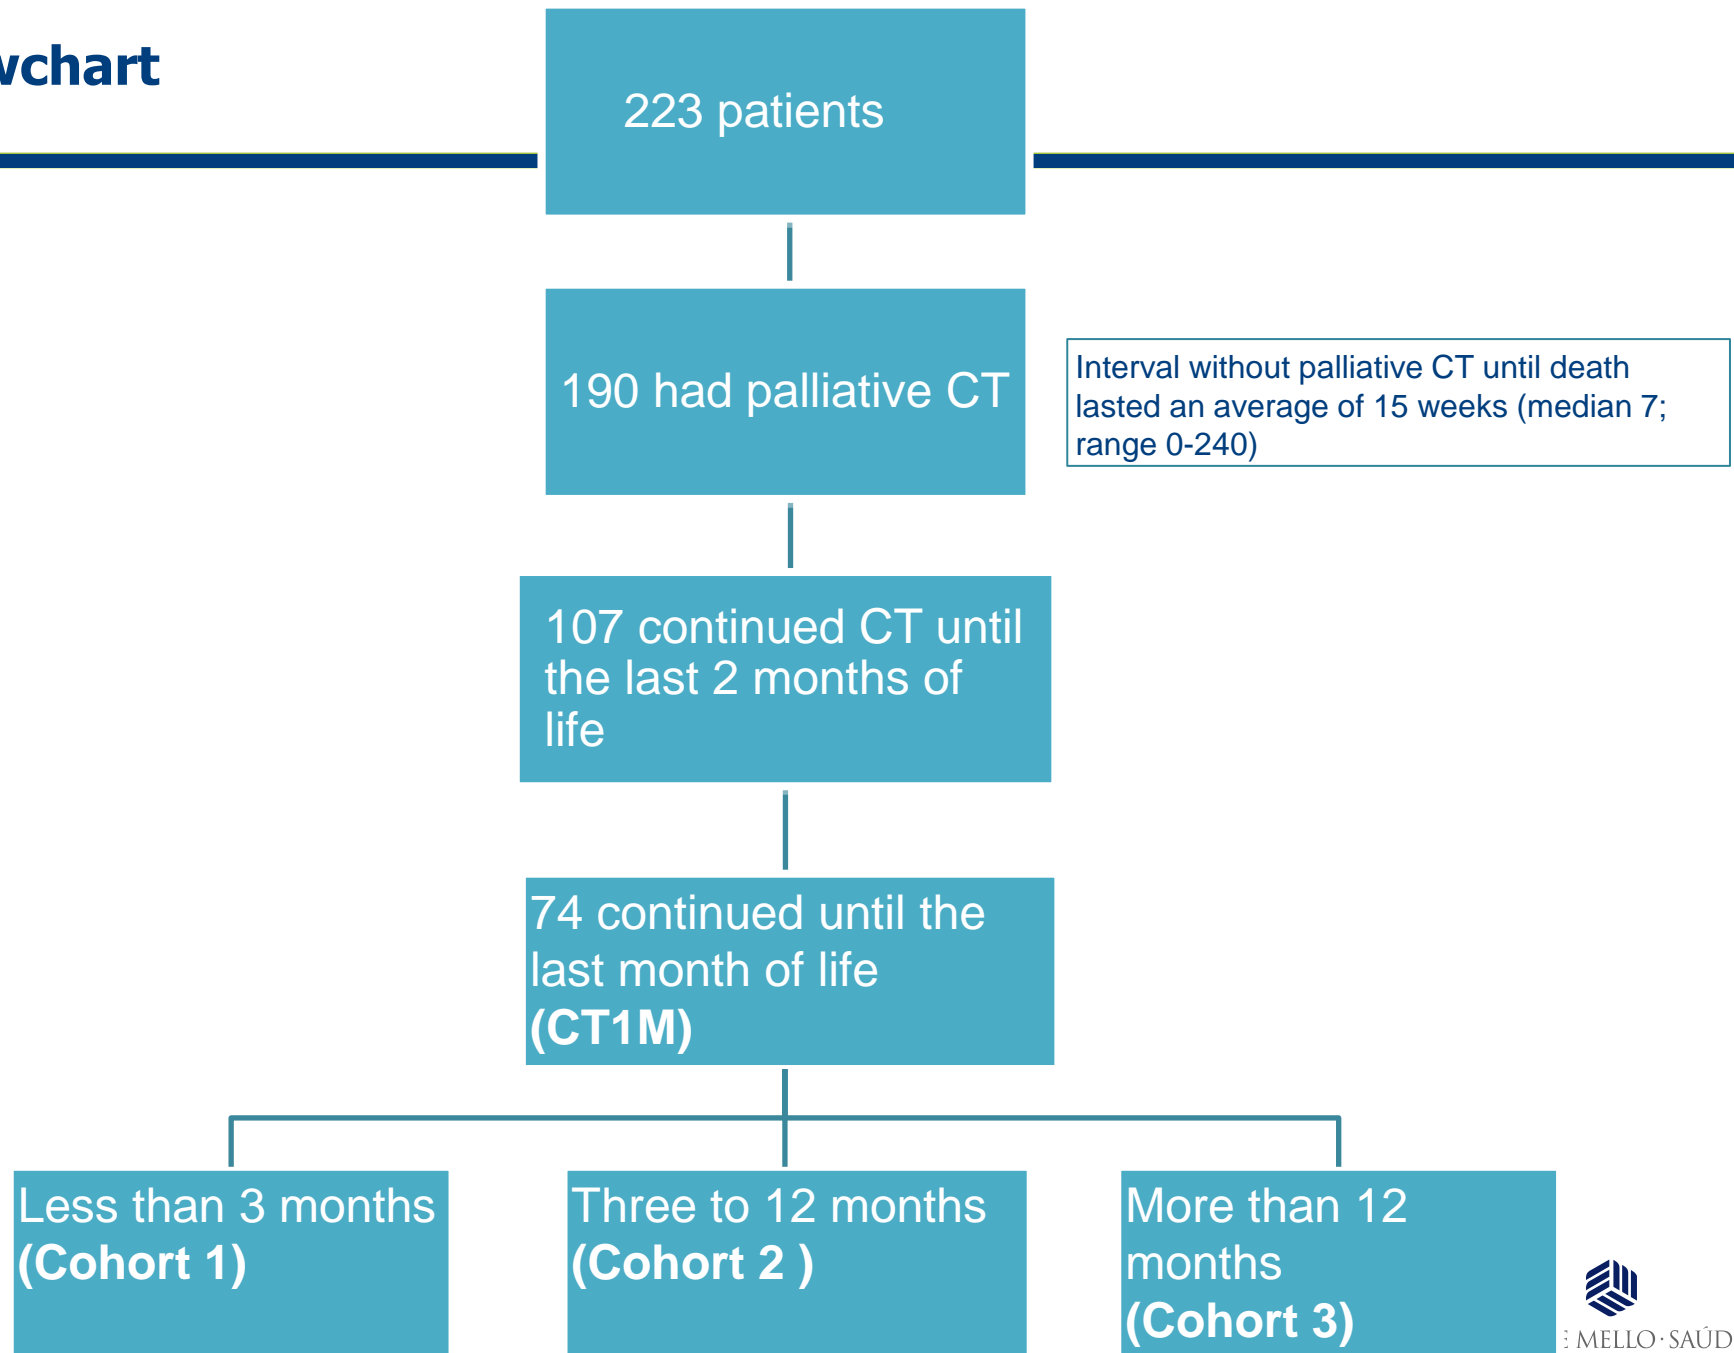 wchart
223 patients
190 had palliative CT
Interval without palliative CT until death
lasted an average of 15 weeks (median 7;
range 0-240)
107 continued CT until
the last 2 months of
life
74 continued until the
last month of life
(CT1M)
Less than 3 months
(Cohort 1)
Three to 12 months
(Cohort 2 )
More than 12
months
(Cohort 3)
MELLO · SAÚD